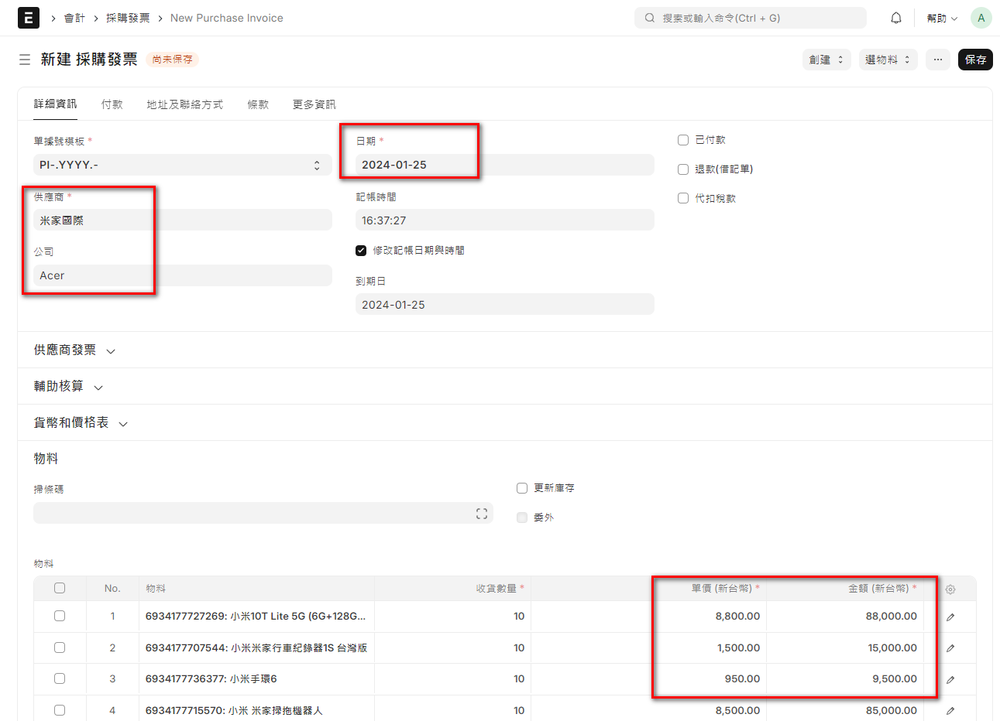 E 會計 採購發票 New Purchase Invoice 搜索或輸入命令(Ctrl + G) 幫助 A
新建 採購發票 尚未保存 創建 選物料 ... 保存
詳細資訊 付款 地址及聯絡方式 條款 更多資訊
單據號模板 *
PI-.YYYY.-
供應商 *
米家國際
公司
Acer
日期 *
2024-01-25
記帳時間
16:37:27
修改記帳日期與時間
到期日
2024-01-25
已付款
退款(借記單)
代扣稅款
供應商發票
輔助核算
貨幣和價格表
物料
掃條碼
更新庫存
委外
物料
No. 物料 收貨數量 * 單價 (新台幣) * 金額 (新台幣) *
1 6934177727269: 小米10T Lite 5G (6G+128G... 10 8,800.00 88,000.00
2 6934177707544: 小米米家行車紀錄器1S 台灣版 10 1,500.00 15,000.00
3 6934177736377: 小米手環6 10 950.00 9,500.00
4 6934177715570: 小米 米家掃拖機器人 10 8,500.00 85,000.00